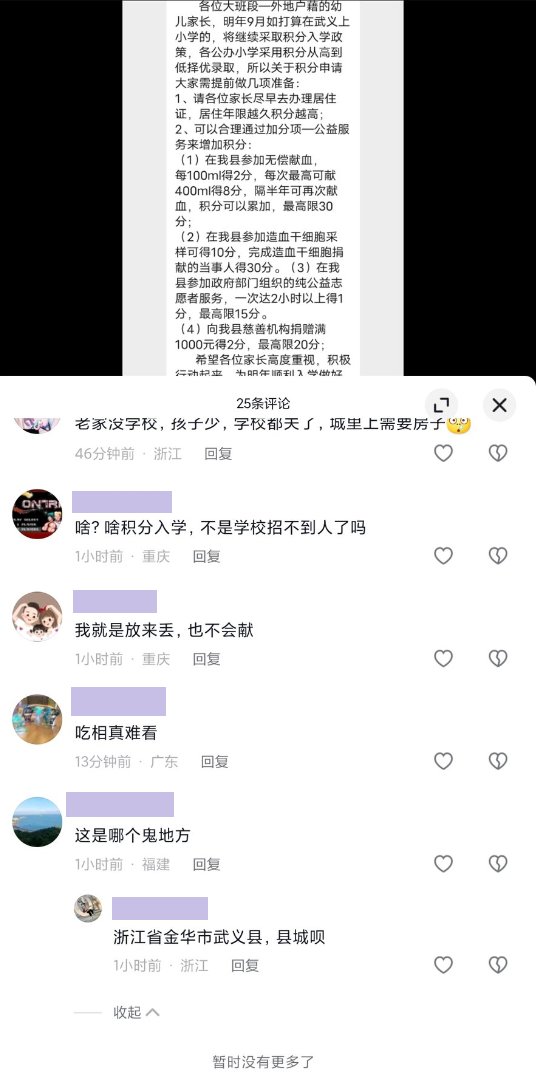 各位大班段一外地户藉的幼
儿家长，明年9月如打算在武义上
小学的，将继续采取积分入学政
策，各公办小学采用积分从高到
低择优录取，所以关于积分申请
大家需提前做几项准备：
1、请各位家长尽早去办理居住
证，居住年限越久积分越高；
2、可以合理通过加分项一公益服
务来增加积分：
（1）在我县参加无偿献血，
每100ml得2分，每次最高可献
400ml得8分，隔半年可再次献
血，积分可以累加，最高限30
分；
（2）在我县参加造血干细胞采
样可得10分，完成造血干细胞捐
献的当事人得30分。（3）在我
县参加政府部门组织的纯公益志
愿者服务，一次达2小时以上得1
分，最高限15分。
（4）向我县慈善机构捐赠满
1000元得2分，最高限20分；
希望各位家长高度重视，积极
行动起来，为明年顺利入学做好
25条评论
老家没学校，孩子少，学校都关了，城里上需要房子
46分钟前 · 浙江 回复
啥？啥积分入学，不是学校招不到人了吗
1小时前 · 重庆 回复
我就是放来丢，也不会献
1小时前 · 重庆 回复
吃相真难看
13分钟前 · 广东 回复
这是哪个鬼地方
1小时前 · 福建 回复
浙江省金华市武义县，县城呗
1小时前 · 浙江 回复
收起
暂时没有更多了